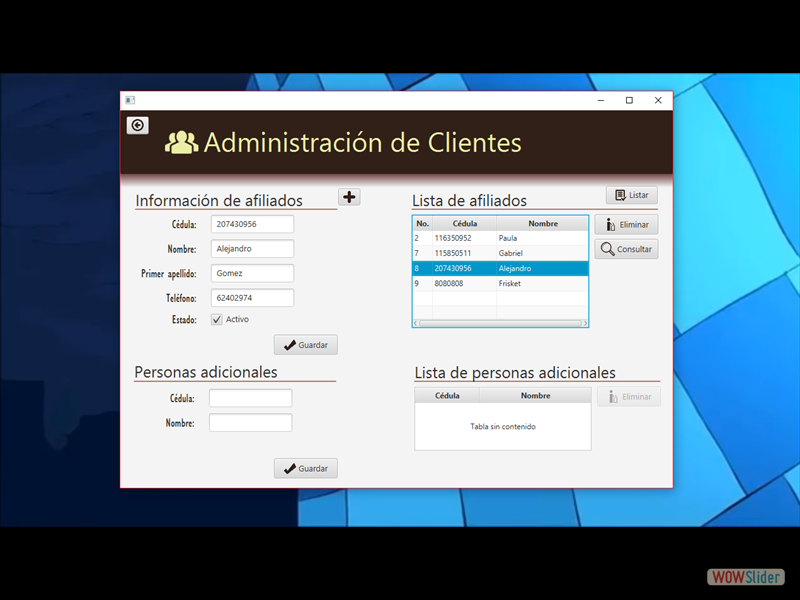 Administración de Clientes
Información de afiliados
Cédula: 207430956
Nombre: Alejandro
Primer apellido: Gomez
Teléfono: 62402974
Estado: Activo
Guardar
Personas adicionales
Cédula:
Nombre:
Guardar
Lista de afiliados
Listar
No. Cédula Nombre
2 116350952 Paula
7 115850511 Gabriel
8 207430956 Alejandro
9 8080808 Frisket
Eliminar
Consultar
Lista de personas adicionales
Cédula Nombre
Tabla sin contenido
Eliminar
WOWSlider